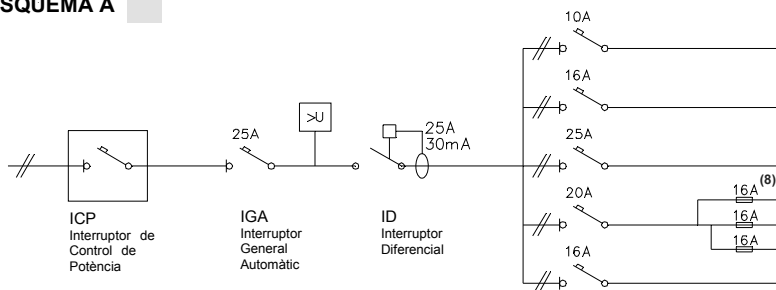 SQUEMA A
10A
16A
25A
>U
25A
30mA
25A
20A
16A
(8)
16A
16A
16A
ICP
Interruptor de
Control de
Potència
IGA
Interruptor
General
Automàtic
ID
Interruptor
Diferencial